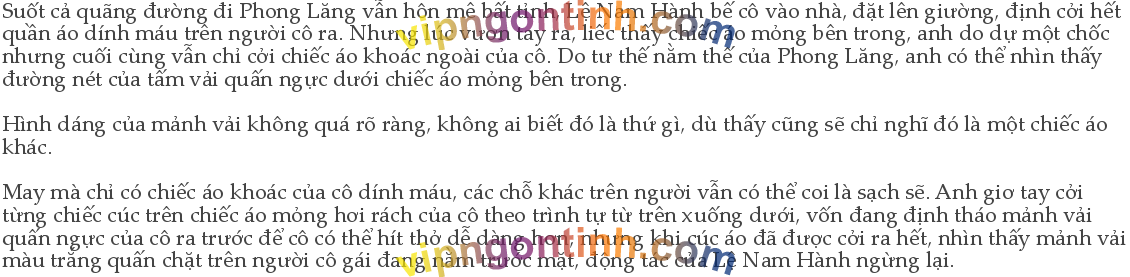 Suốt cả quãng đường đi Phong Lăng vẫn hôn mê bất tỉnh. Lệ Nam Hành bế cô vào nhà, đặt lên giường, định cởi hết
quần áo dính máu trên người cô ra. Nhưng lúc vươn tay ra, liếc thấy chiếc áo mỏng bên trong, anh do dự một chốc
nhưng cuối cùng vẫn chỉ cởi chiếc áo khoác ngoài của cô. Do tư thế nằm thế của Phong Lăng, anh có thể nhìn thấy
đường nét của tấm vải quấn ngực dưới chiếc áo mỏng bên trong.
Hình dáng của mảnh vải không quá rõ ràng, không ai biết đó là thứ gì, dù thấy cũng sẽ chỉ nghĩ đó là một chiếc áo
khác.
May mà chỉ có chiếc áo khoác của cô dính máu, các chỗ khác trên người vẫn có thể coi là sạch sẽ. Anh giơ tay cởi
từng chiếc cúc trên chiếc áo mỏng hơi rách của cô theo trình tự từ trên xuống dưới, vốn đang định tháo mảnh vải
quấn ngực của cô ra trước để cô có thể hít thở dễ dàng hơn, nhưng khi cúc áo đã được cởi ra hết, nhìn thấy mảnh vải
màu trắng quấn chặt trên người cô gái đang nằm trước mặt, động tác của Lệ Nam Hành ngừng lại.
vipngontinh.com
vipngontinh.com